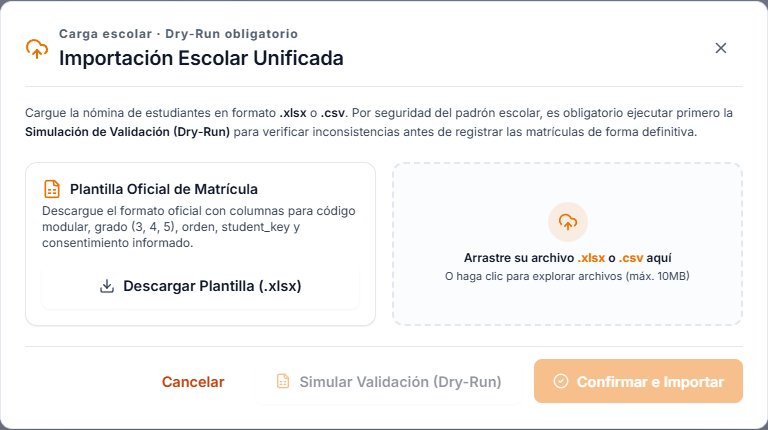 Carga escolar · Dry-Run obligatorio
Importación Escolar Unificada
Cargue la nómina de estudiantes en formato .xlsx o .csv. Por seguridad del padrón escolar, es obligatorio ejecutar primero la
Simulación de Validación (Dry-Run) para verificar inconsistencias antes de registrar las matrículas de forma definitiva.
Plantilla Oficial de Matrícula
Descargue el formato oficial con columnas para código
modular, grado (3, 4, 5), orden, student_key y
consentimiento informado.
Descargar Plantilla (.xlsx)
Arrastre su archivo .xlsx o .csv aquí
O haga clic para explorar archivos (máx. 10MB)
Cancelar
Simular Validación (Dry-Run)
Confirmar e Importar